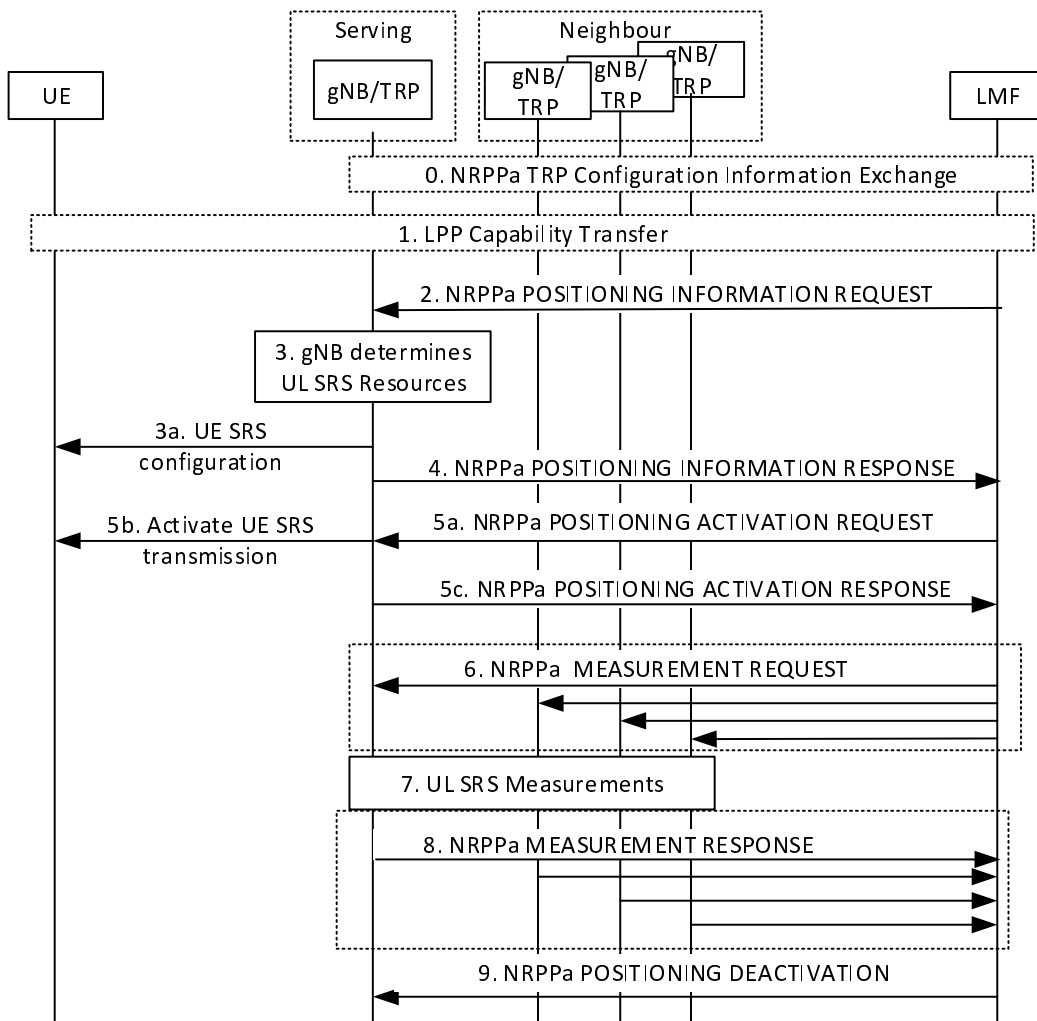 Serving
Neighbour
gNB/
TRP
gNB/
TRP
gNB/
TRP
gNB/TRP
UE
LMF
0. NRPPa TRP Configuration Information Exchange
1. LPP Capability Transfer
2. NRPPa POSITIONING INFORMATION REQUEST
3. gNB determines
UL SRS Resources
3a. UE SRS
configuration
4. NRPPa POSITIONING INFORMATION RESPONSE
5b. Activate UE SRS
transmission
5a. NRPPa POSITIONING ACTIVATION REQUEST
5c. NRPPa POSITIONING ACTIVATION RESPONSE
6. NRPPa MEASUREMENT REQUEST
7. UL SRS Measurements
8. NRPPa MEASUREMENT RESPONSE
9. NRPPa POSITIONING DEACTIVATION